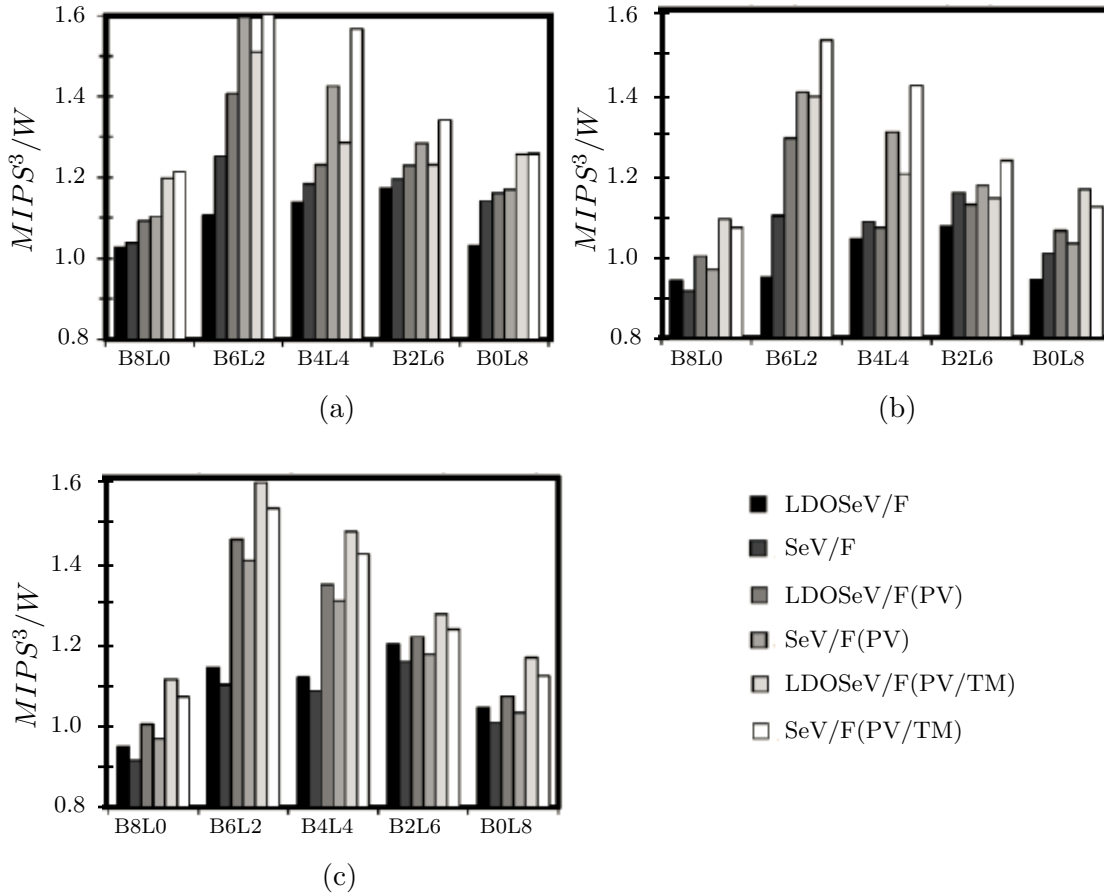 1.6
1.4
1.2
1.0
0.8
MIPS³/W
B8L0 B6L2 B4L4 B2L6 B0L8
(a)
1.6
1.4
1.2
1.0
0.8
MIPS³/W
B8L0 B6L2 B4L4 B2L6 B0L8
(b)
1.6
1.4
1.2
1.0
0.8
MIPS³/W
B8L0 B6L2 B4L4 B2L6 B0L8
(c)
LDOSeV/F
SeV/F
LDOSeV/F(PV)
SeV/F(PV)
LDOSeV/F(PV/TM)
SeV/F(PV/TM)